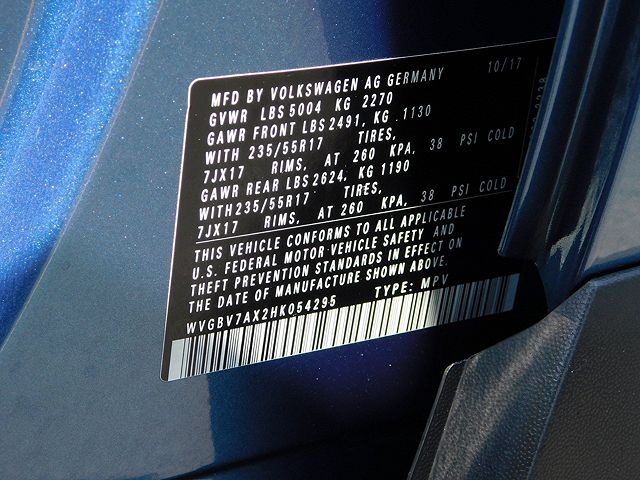 MFD BY VOLKSWAGEN AG GERMANY 10/17
GVWR LBS 5004 KG 2270
GAWR FRONT LBS 2491, KG 1130
WITH 235/55R17 TIRES,
7JX17 RIMS, AT 260 KPA, 38 PSI COLD
GAWR REAR LBS 2624, KG 1190
WITH 235/55R17 TIRES,
7JX17 RIMS, AT 260 KPA, 38 PSI COLD
THIS VEHICLE CONFORMS TO ALL APPLICABLE
U.S. FEDERAL MOTOR VEHICLE SAFETY AND
THEFT PREVENTION STANDARDS IN EFFECT ON
THE DATE OF MANUFACTURE SHOWN ABOVE.
WVGBV7AX2HK054295 TYPE: MPV